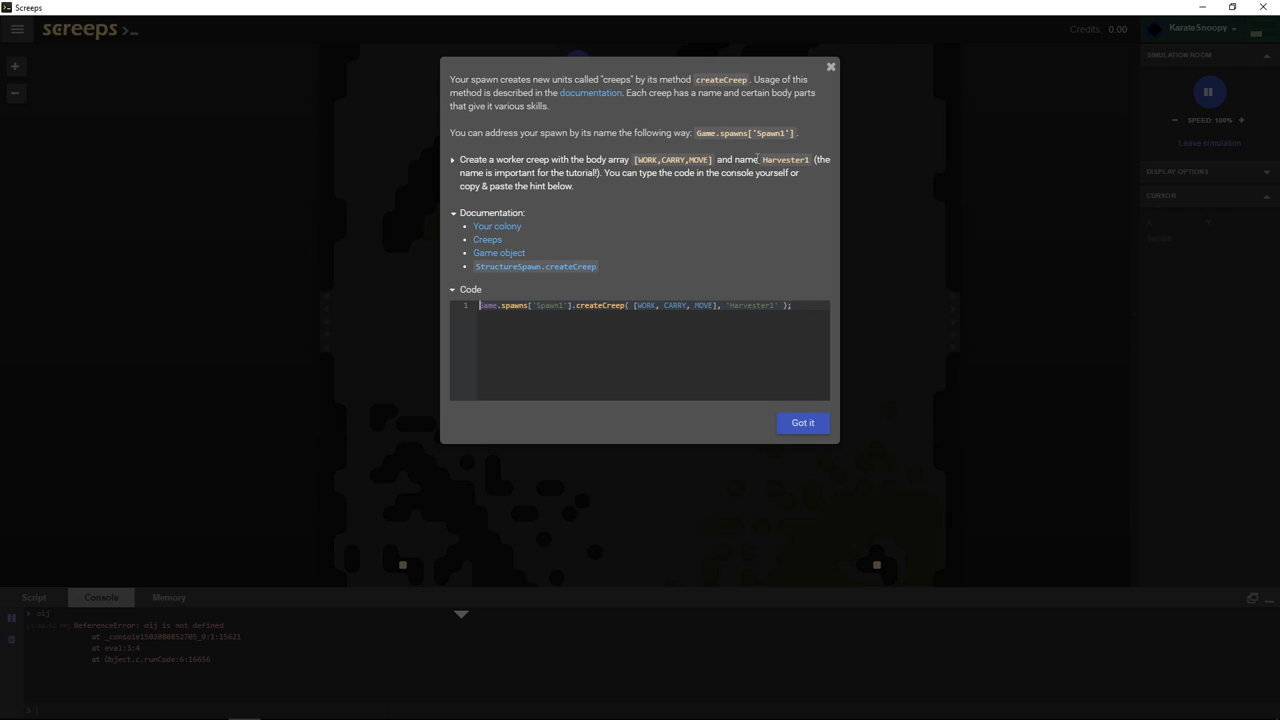 Screeps
screeps
Credits: 0.00
KarateSnoopy
SIMULATION ROOM
SPEED: 100%
Leave simulation
DISPLAY OPTIONS
CURSOR
X:
Y:
Terrain:
Your spawn creates new units called "creeps" by its method createCreep. Usage of this
method is described in the documentation. Each creep has a name and certain body parts
that give it various skills.
You can address your spawn by its name the following way: Game.spawns['Spawn1'].
Create a worker creep with the body array [WORK,CARRY,MOVE] and name Harvester1 (the
name is important for the tutorial!). You can type the code in the console yourself or
copy & paste the hint below.
Documentation:
• Your colony
• Creeps
• Game object
• StructureSpawn.createCreep
Code
1 Game.spawns['Spawn1'].createCreep( [WORK, CARRY, MOVE], 'Harvester1' );
Got it
Script Console Memory
> oij
ReferenceError: oij is not defined
at _console1502080852705_0:1:15621
at eval:3:4
at Object.c.runCode:6:16656
>